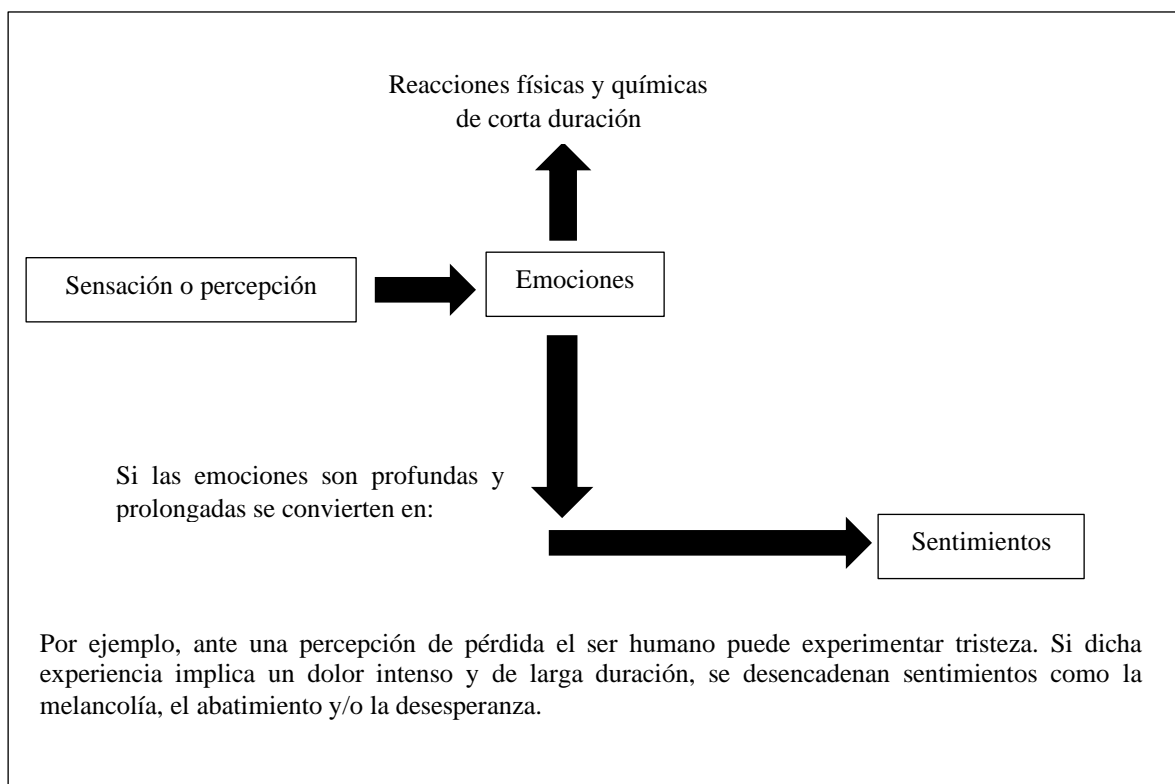 Reacciones físicas y químicas
de corta duración
Sensación o percepción
Emociones
Si las emociones son profundas y
prolongadas se convierten en:
Sentimientos
Por ejemplo, ante una percepción de pérdida el ser humano puede experimentar tristeza. Si dicha
experiencia implica un dolor intenso y de larga duración, se desencadenan sentimientos como la
melancolía, el abatimiento y/o la desesperanza.